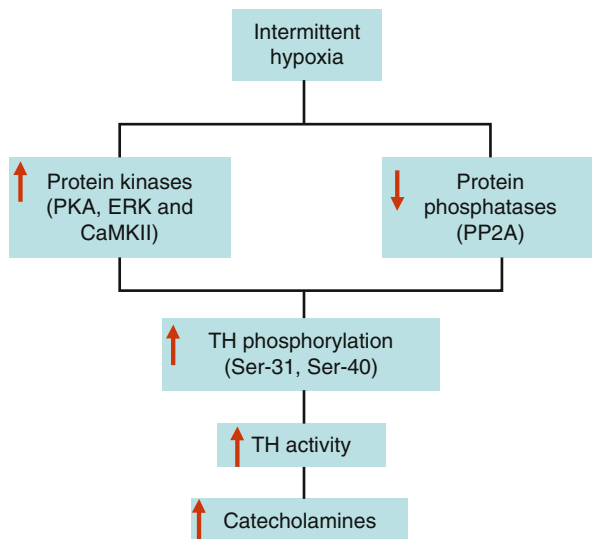 Intermittent
hypoxia
Protein kinases
(PKA, ERK and
CaMKII)
Protein
phosphatases
(PP2A)
TH phosphorylation
(Ser-31, Ser-40)
TH activity
Catecholamines